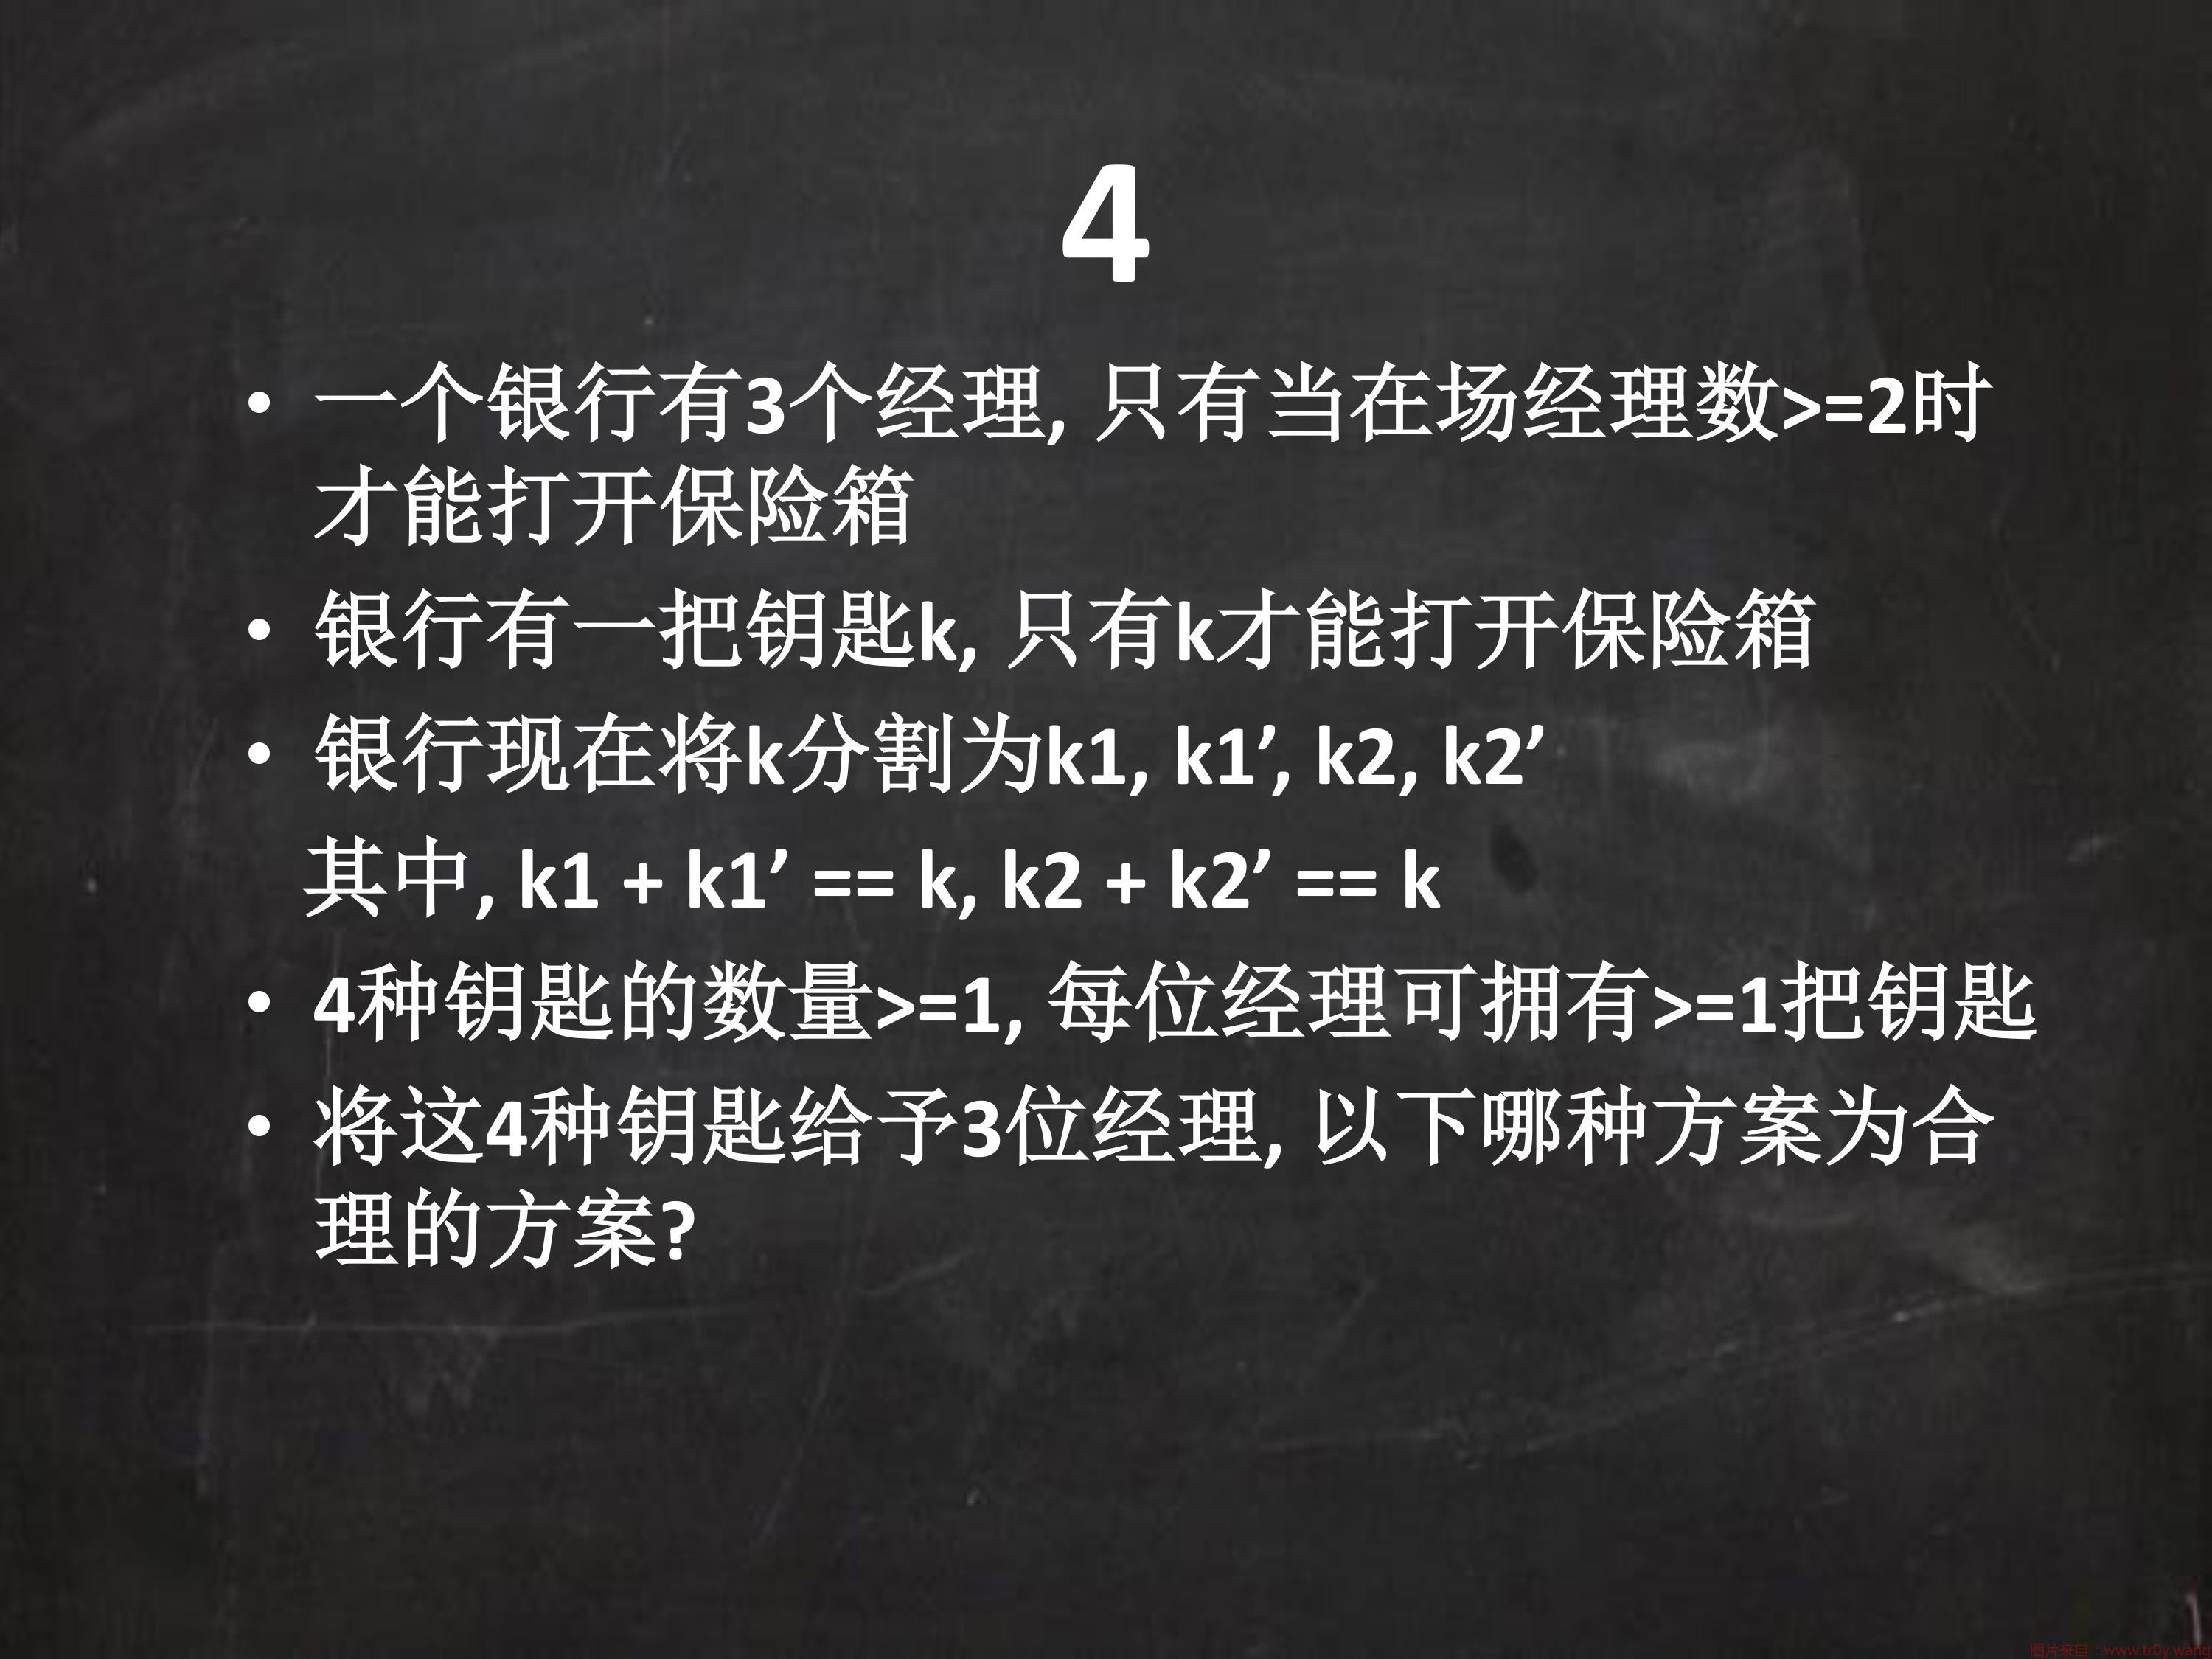 4
• 一个银行有3个经理, 只有当在场经理数>=2时
才能打开保险箱
• 银行有一把钥匙k, 只有k才能打开保险箱
• 银行现在将k分割为k1, k1’, k2, k2’
其中, k1 + k1’ == k, k2 + k2’ == k
• 4种钥匙的数量>=1, 每位经理可拥有>=1把钥匙
• 将这4种钥匙给予3位经理, 以下哪种方案为合
理的方案?
图片来自：www.tr0y.wang